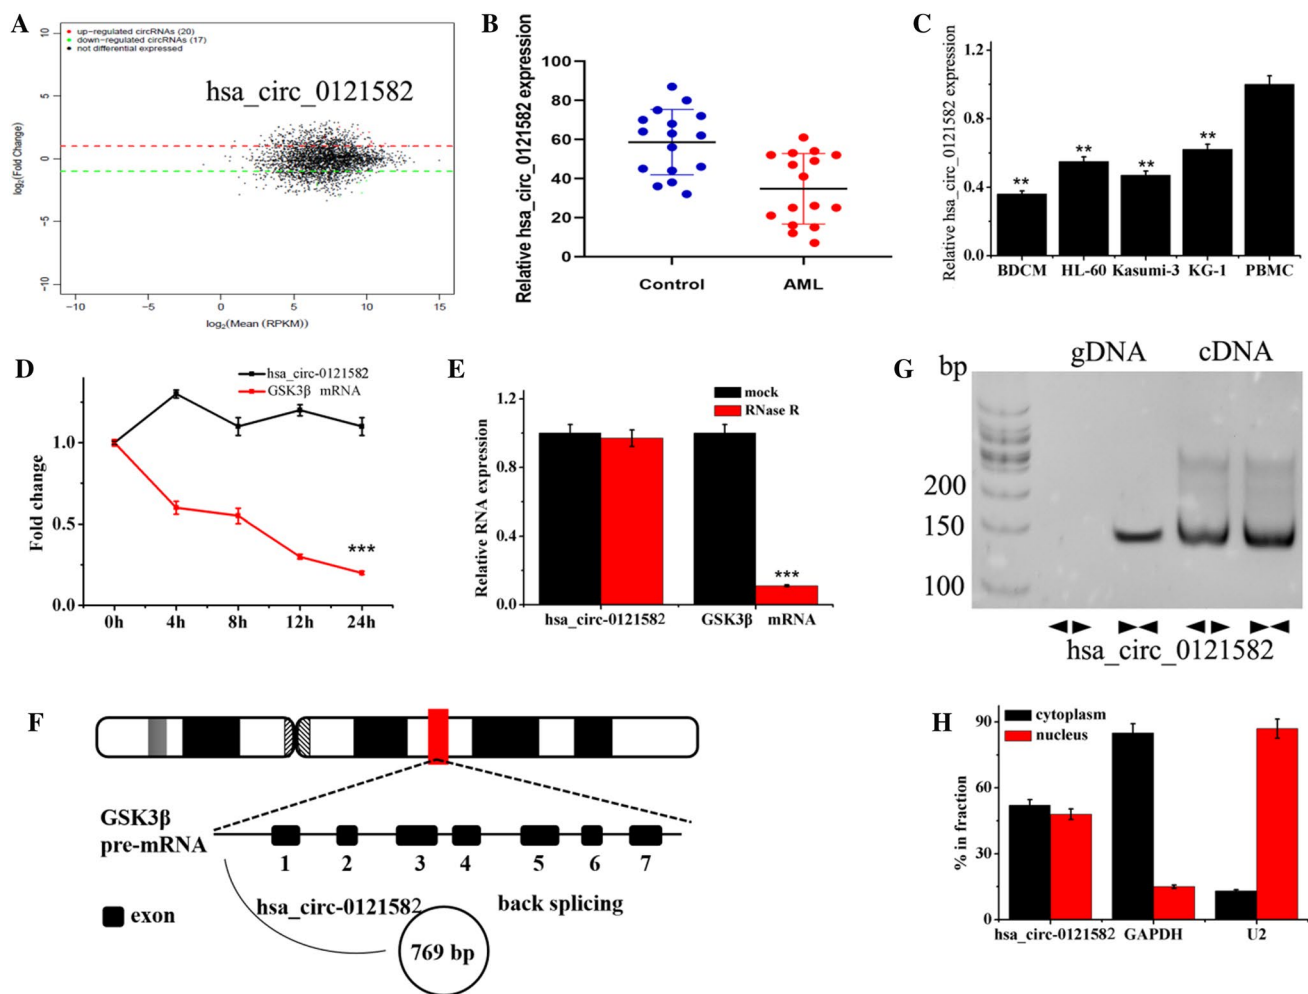 A
up-regulated circRNAs (20)
down-regulated circRNAs (17)
not differential expressed
hsa_circ_0121582
log2(Fold Change)
10
5
0
-5
-10
-10
-5
0
5
10
15
log2(Mean (RPKM))
B
Relative hsa_circ_0121582 expression
100
80
60
40
20
0
Control
AML
C
Relative hsa_circ_0121582 expression
1.2
0.8
0.4
0.0
**
**
**
**
BDCM
HL-60
Kasumi-3
KG-1
PBMC
D
hsa_circ-0121582
GSK3β mRNA
Fold change
1.0
0.5
0.0
***
0h
4h
8h
12h
24h
E
mock
RNase R
Relative RNA expression
1.2
0.9
0.6
0.3
0.0
***
hsa_circ-0121582
GSK3β mRNA
G
bp
gDNA
cDNA
200
150
100
hsa_circ_0121582
F
GSK3β
pre-mRNA
1
2
3
4
5
6
7
hsa_circ-0121582
back splicing
exon
769 bp
H
cytoplasm
nucleus
% in fraction
90
60
30
0
hsa_circ-0121582
GAPDH
U2